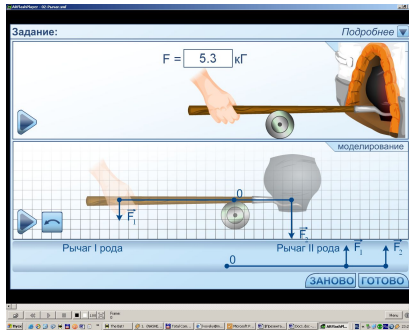 Задание:
Подробнее
F = 5.3 кГ
моделирование
0
F₁
F₂
Рычаг I рода
Рычаг II рода
F₁
F₂
0
ЗАНОВО
ГОТОВО